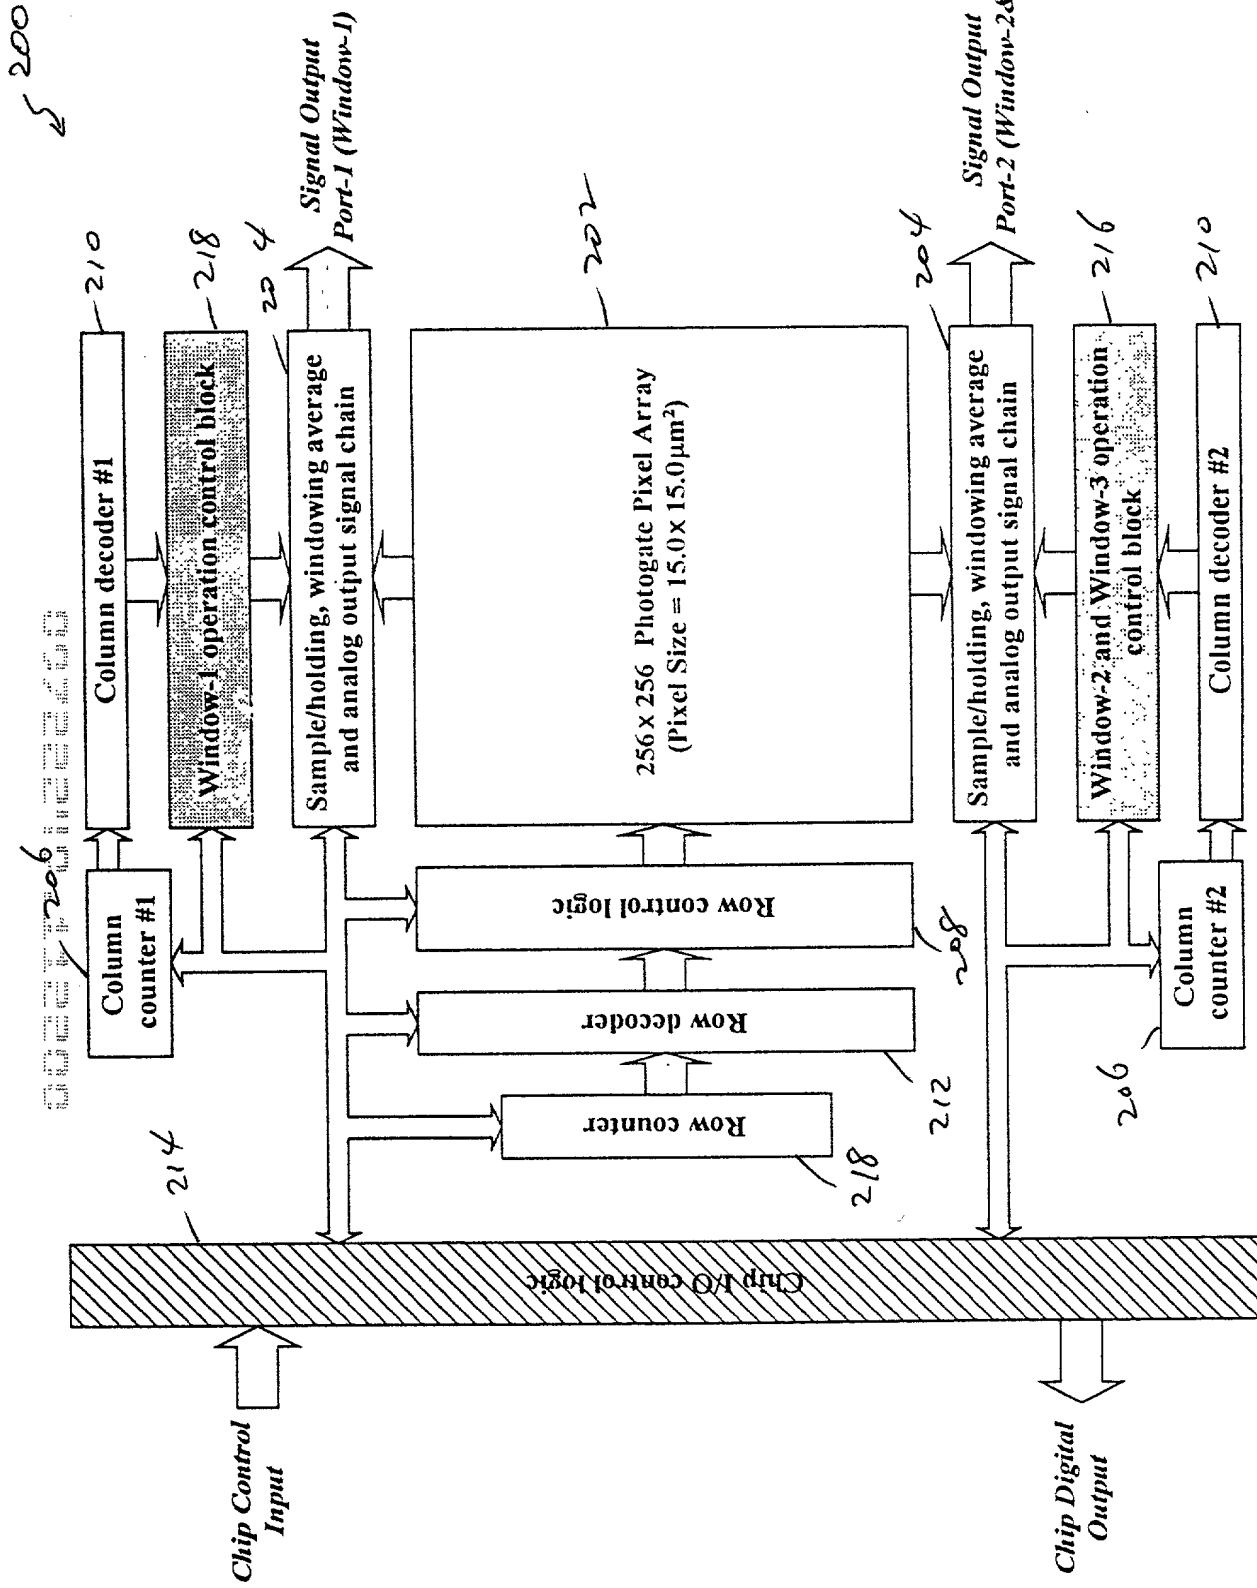 200
Signal Output
Port-1 (Window-1)
210
Column decoder #1
218
Window-1 operation control block
204
Sample/holding, windowing average
and analog output signal chain
206
Column
counter #1
202
256 x 256 Photogate Pixel Array
(Pixel Size = 15.0 x 15.0µm²)
Row control logic
208
Row decoder
212
Row counter
218
214
Chip I/O control logic
Chip Control
Input
Chip Digital
Output
Signal Output
Port-2 (Window-2&
204
Sample/holding, windowing average
and analog output signal chain
216
Window-2 and Window-3 operation
control block
210
Column decoder #2
Column
counter #2
206